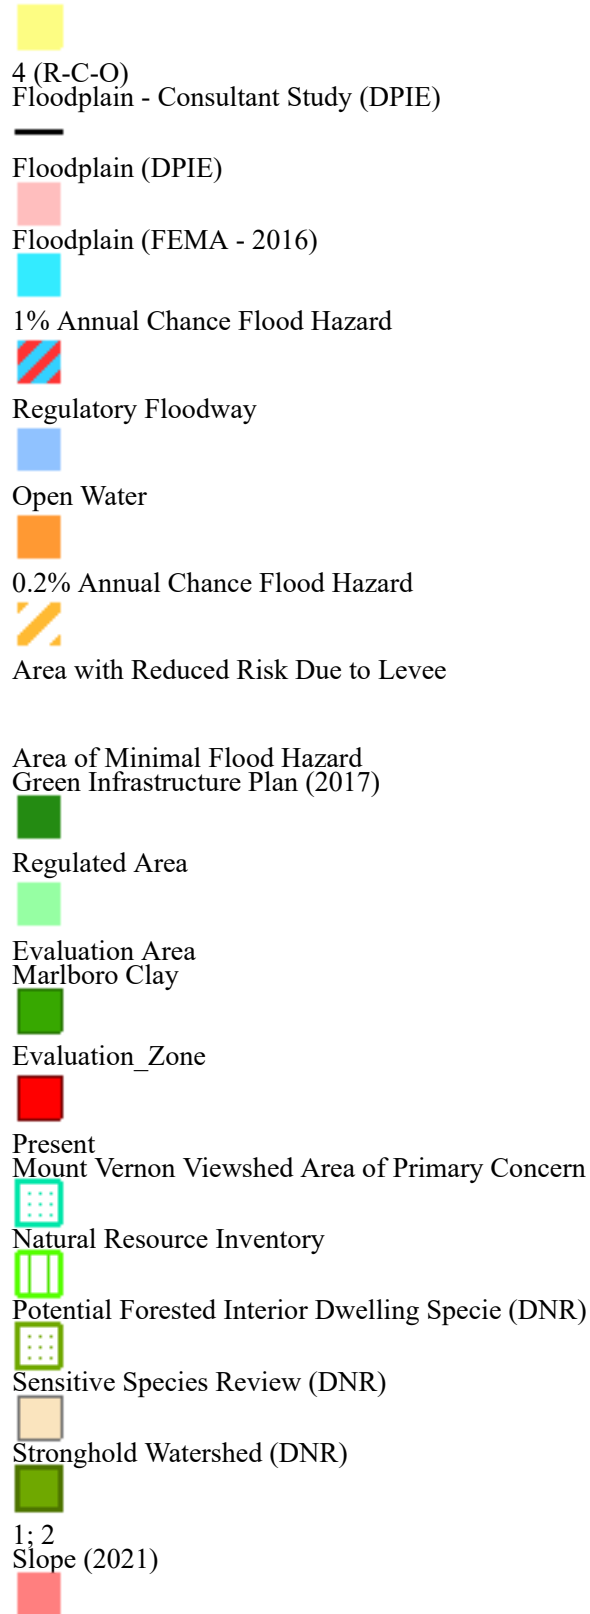 4 (R-C-O)
Floodplain - Consultant Study (DPIE)
Floodplain (DPIE)
Floodplain (FEMA - 2016)
1% Annual Chance Flood Hazard
Regulatory Floodway
Open Water
0.2% Annual Chance Flood Hazard
Area with Reduced Risk Due to Levee
Area of Minimal Flood Hazard
Green Infrastructure Plan (2017)
Regulated Area
Evaluation Area
Marlboro Clay
Evaluation_Zone
Present
Mount Vernon Viewshed Area of Primary Concern
Natural Resource Inventory
Potential Forested Interior Dwelling Specie (DNR)
Sensitive Species Review (DNR)
Stronghold Watershed (DNR)
1; 2
Slope (2021)